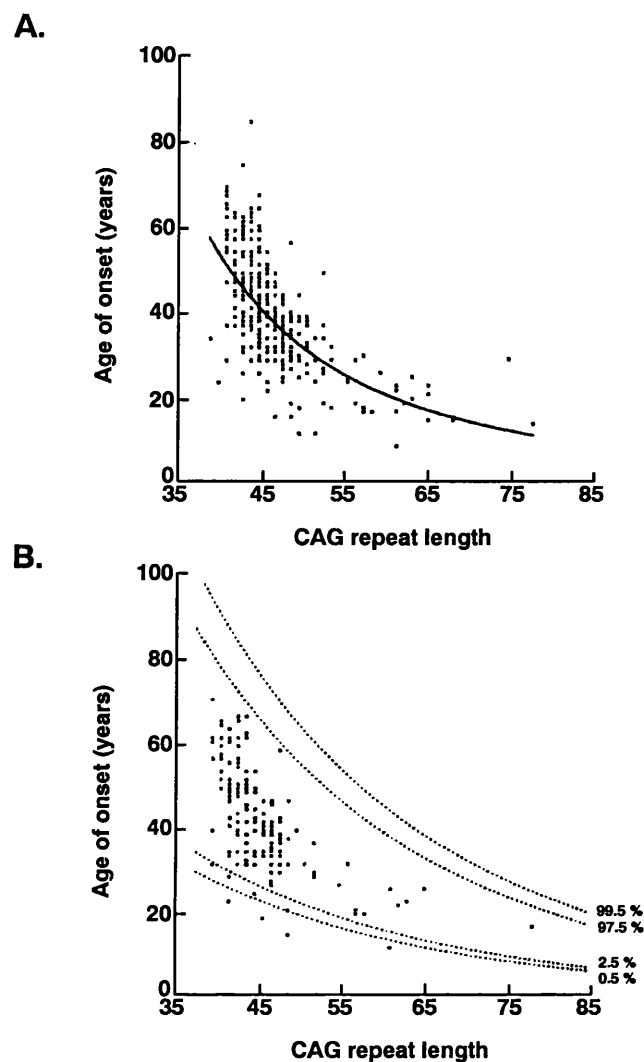 A.
100
80
60
40
20
0
Age of onset (years)
35 45 55 65 75 85
CAG repeat length
B.
100
80
60
40
20
0
Age of onset (years)
99.5 %
97.5 %
2.5 %
0.5 %
35 45 55 65 75 85
CAG repeat length